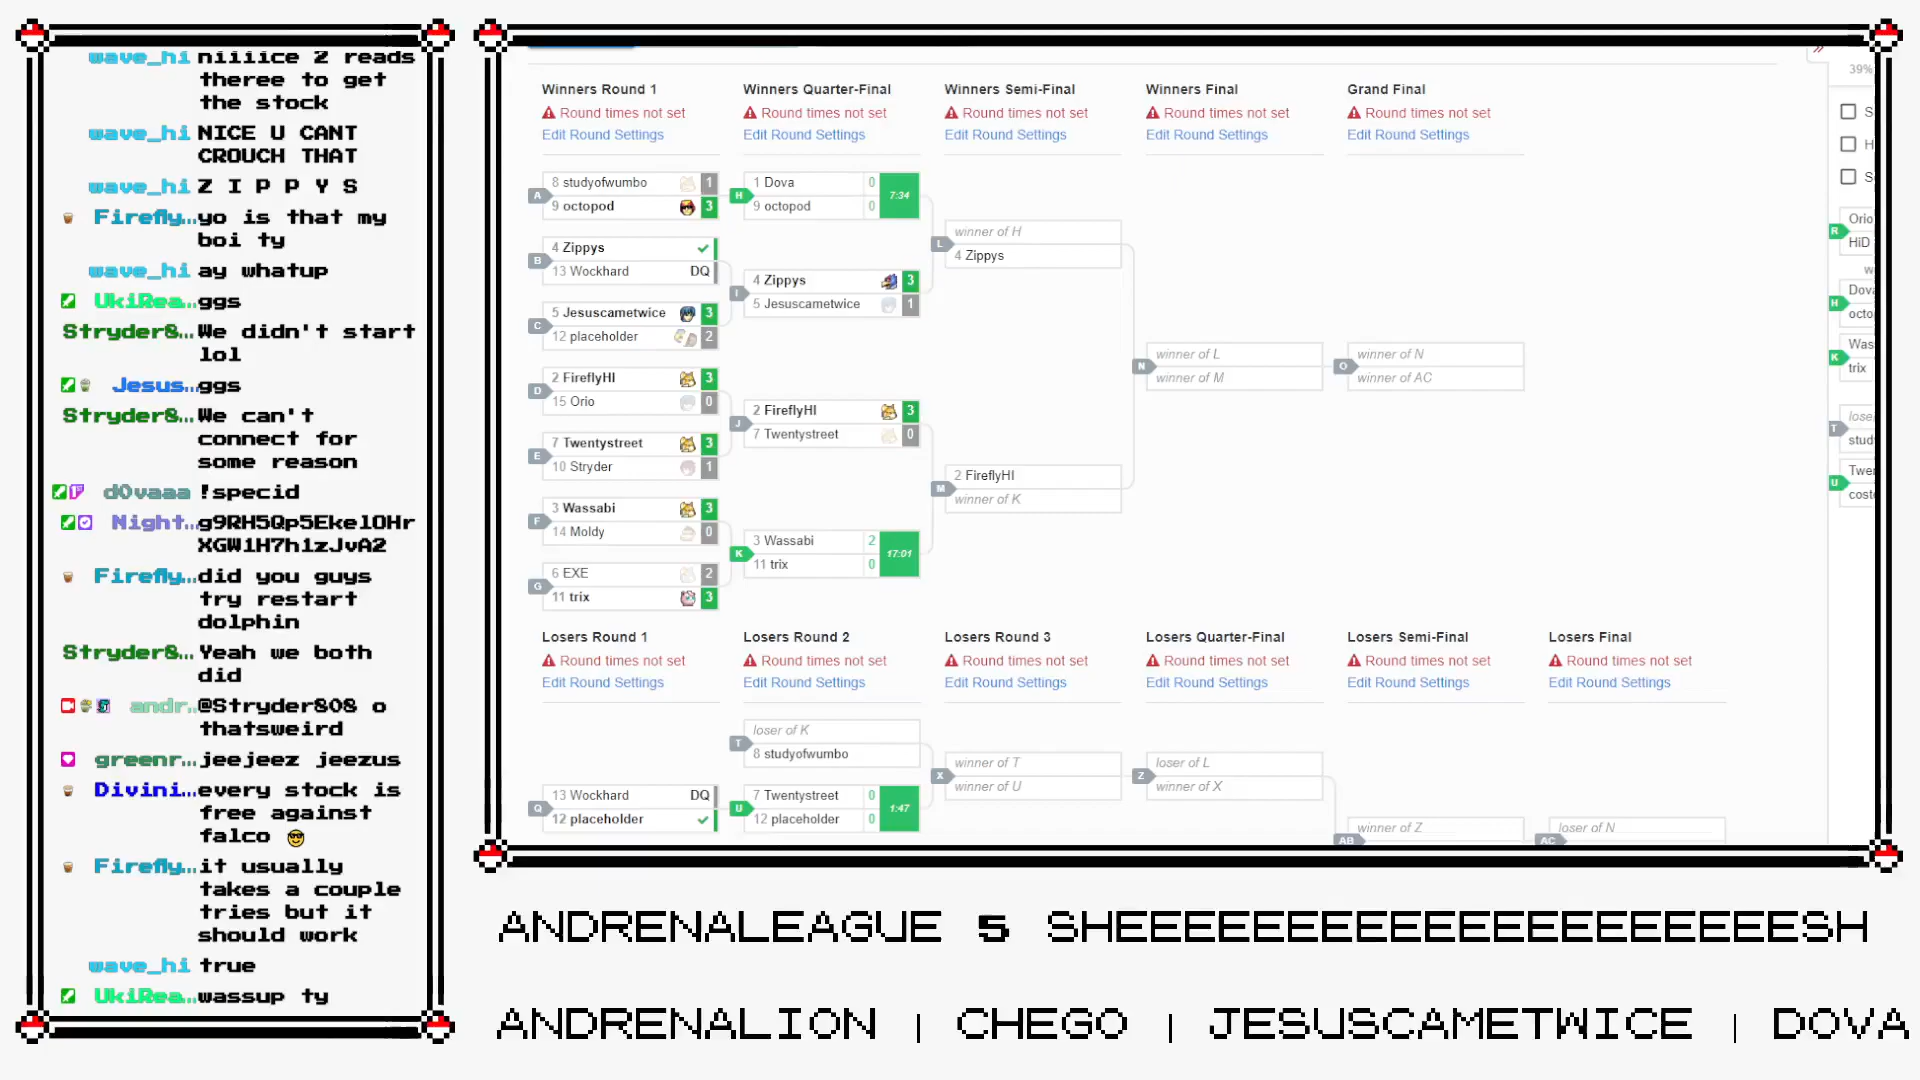 wave_hi niiiice 2 reads
theree to get
the stock
wave_hi NICE U CANT
CROUCH THAT
wave_hi Z I P P Y S
Firefly... yo is that my
boi ty
wave_hi ay whatup
UkiRea... ggs
Stryder8... We didn't start
lol
Jesus... ggs
Stryder8... We can't
connect for
some reason
d0vaaa !specid
Night...
Firefly... did you guys
try restart
dolphin
Stryder8... Yeah we both
did
andr.. @Stryder808 o
thatsweird
greenr... jeejeez jeezus
Divini... every stock is
free against
falco
Firefly... it usually
takes a couple
tries but it
should work
wave_hi true
UkiRea... wassup ty
39%
Winners Round 1 Winners Quarter-Final Winners Semi-Final Winners Final Grand Final
Round times not set Round times not set Round times not set Round times not set Round times not set
Edit Round Settings Edit Round Settings Edit Round Settings Edit Round Settings Edit Round Settings
A
8 studyofwumbo 1
9 octopod 3
B
4 Zippys
13 Wockhard DQ
C
5 Jesuscametwice 3
12 placeholder 2
D
2 FireflyHI 3
15 Orio 0
E
7 Twentystreet 3
10 Stryder 1
F
3 Wassabi 3
14 Moldy 0
G
6 EXE 2
11 trix 3
H
1 Dova 0
9 octopod 0
7:34
I
4 Zippys 3
5 Jesuscametwice 1
J
2 FireflyHI 3
7 Twentystreet 0
K
3 Wassabi 2
11 trix 0
17:01
L
winner of H
4 Zippys
M
2 FireflyHI
winner of K
N
winner of L
winner of M
O
winner of N
winner of AC
Losers Round 1 Losers Round 2 Losers Round 3 Losers Quarter-Final Losers Semi-Final Losers Final
Round times not set Round times not set Round times not set Round times not set Round times not set Round times not set
Edit Round Settings Edit Round Settings Edit Round Settings Edit Round Settings Edit Round Settings Edit Round Settings
T
loser of K
8 studyofwumbo
Q
13 Wockhard DQ
12 placeholder
U
7 Twentystreet 0
12 placeholder 0
1:47
X
winner of T
winner of U
Z
loser of L
winner of X
AB
winner of Z
AC
loser of N
S
H
S
R
Orio
HiD
w
H
Dova
octo
K
Was
trix
T
lose
stud
U
Twe
cost
ANDRENALEAGUE 5 SHEEEEEEEEEEEEEEEEEEEEESH
ANDRENALION | CHEGO | JESUSCAMETWICE | DOVA